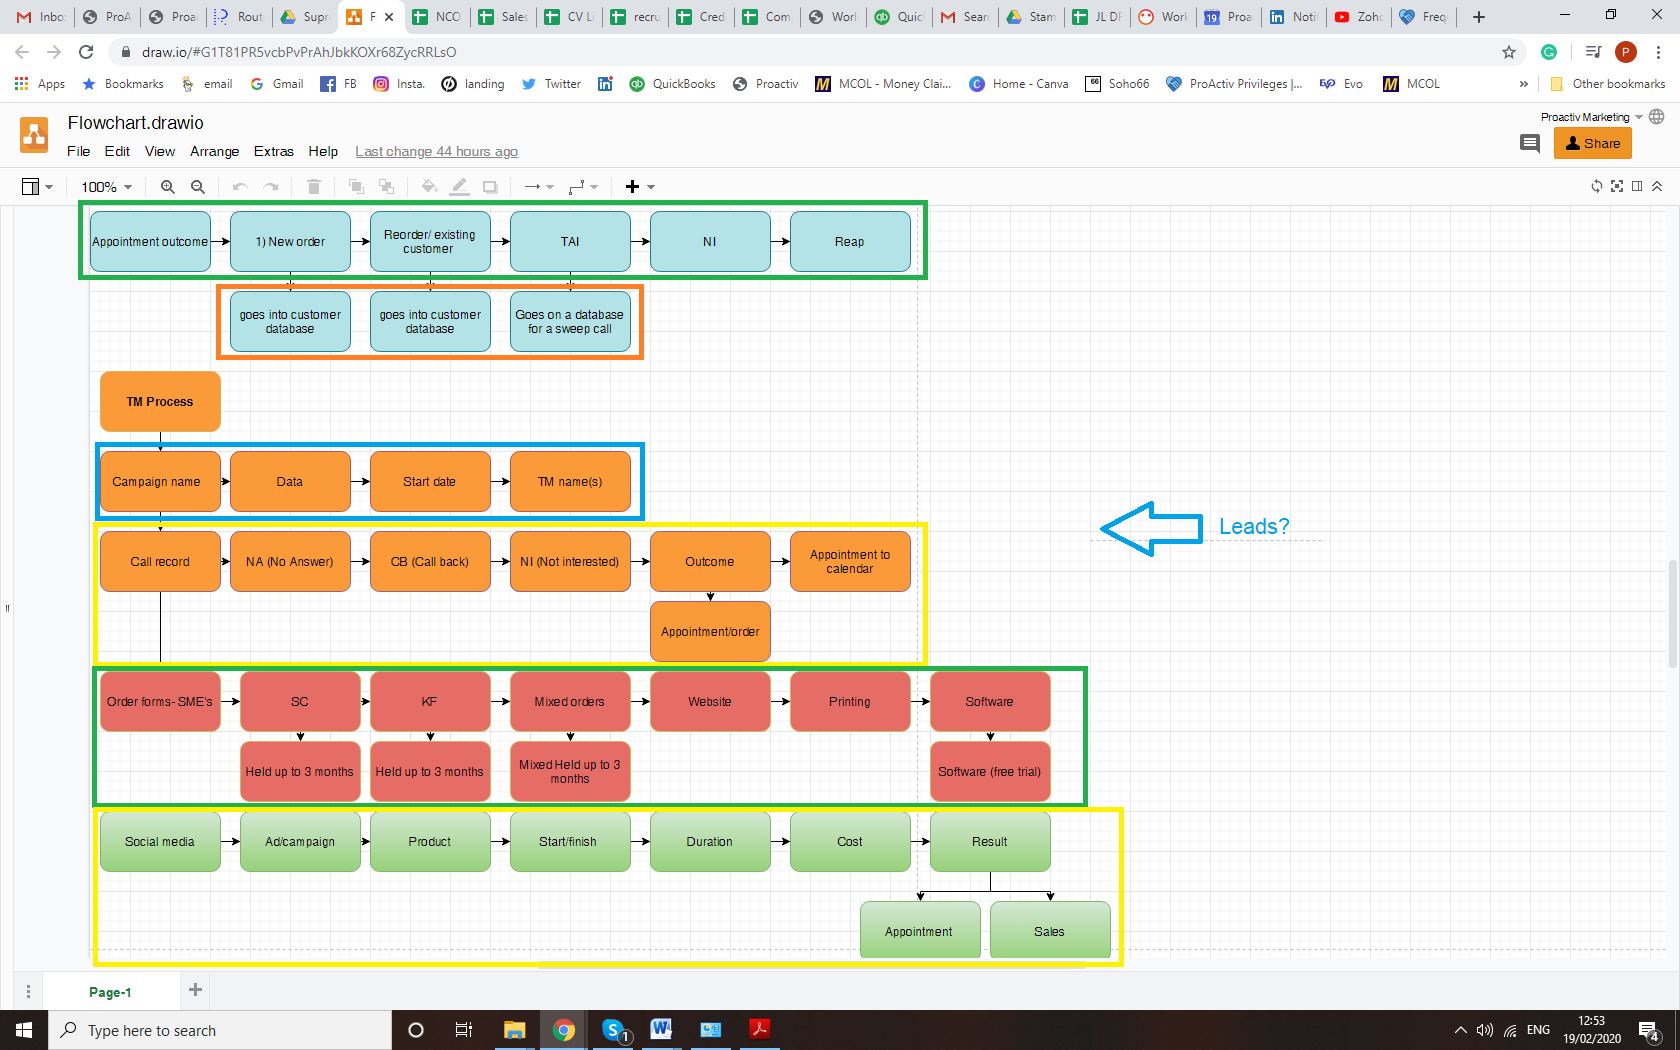 Inbo
ProA
Proa
Rout
Supr
F
NCO
Sales
CV Li
recru
Cred
Com
Worl
Quic
Sear
Stam
JL DF
Work
Proa
Noti
Zoho
Freq
draw.io/#G1T81PR5vcbPvPrAhJbkKOXr68ZycRRLsO
P
Apps
Bookmarks
email
Gmail
FB
Insta.
landing
Twitter
QuickBooks
Proactiv
MCOL - Money Clai...
Home - Canva
Soho66
ProActiv Privileges |...
Evo
MCOL
»
Other bookmarks
Flowchart.drawio
Proactiv Marketing
File Edit View Arrange Extras Help Last change 44 hours ago
Share
100%
Appointment outcome
1) New order
Reorder/ existing
customer
TAI
NI
Reap
goes into customer
database
goes into customer
database
Goes on a database
for a sweep call
TM Process
Campaign name
Data
Start date
TM name(s)
Leads?
Call record
NA (No Answer)
CB (Call back)
NI (Not interested)
Outcome
Appointment to
calendar
Appointment/order
Order forms- SME's
SC
KF
Mixed orders
Website
Printing
Software
Held up to 3 months
Held up to 3 months
Mixed Held up to 3
months
Software (free trial)
Social media
Ad/campaign
Product
Start/finish
Duration
Cost
Result
Appointment
Sales
Page-1
Type here to search
1
ENG
12:53
19/02/2020
4